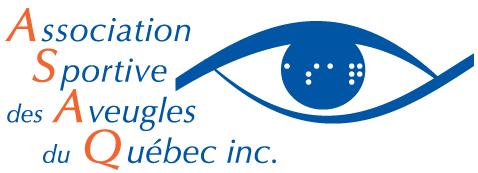 Association
Sportive
des Aveugles
du Québec inc.
⠁⠎⠁⠟